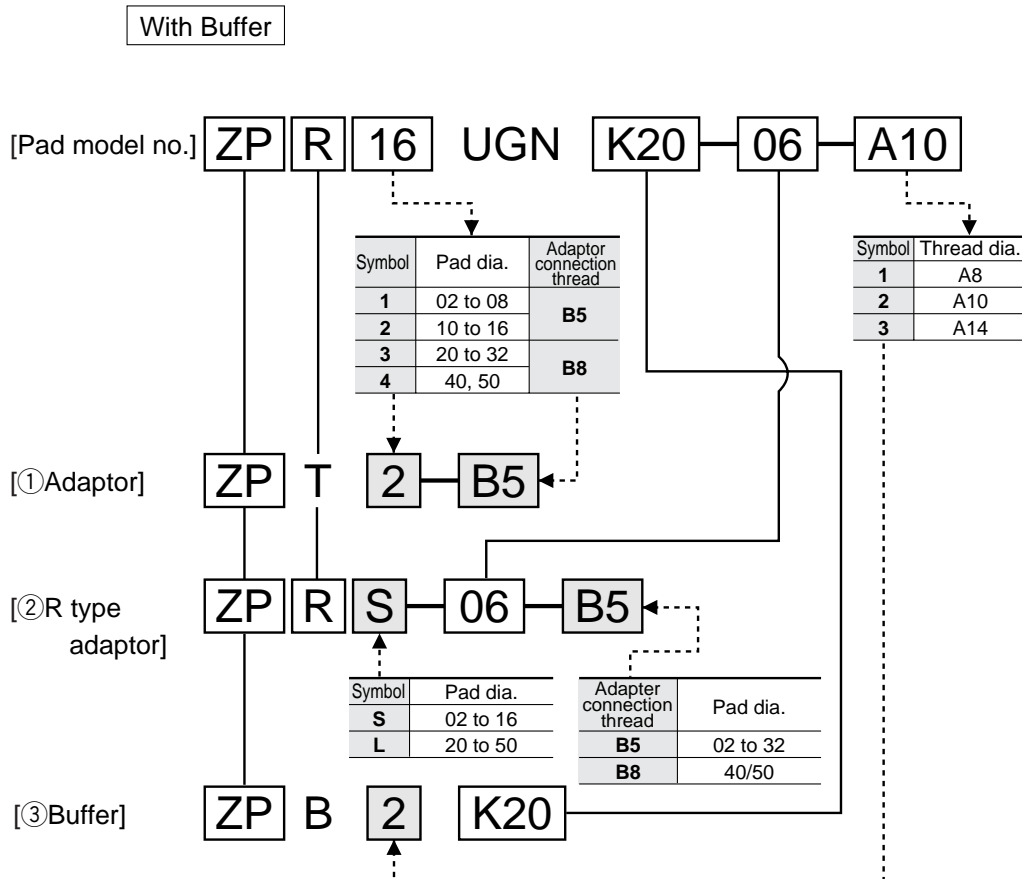 With Buffer
[Pad model no.] ZP R 16 UGN K20 06 A10
Symbol Pad dia. Adaptor connection thread
1 02 to 08 B5
2 10 to 16
3 20 to 32 B8
4 40, 50
Symbol Thread dia.
1 A8
2 A10
3 A14
[①Adaptor] ZP T 2 B5
[②R type adaptor] ZP R S 06 B5
Symbol Pad dia.
S 02 to 16
L 20 to 50
Adapter connection thread Pad dia.
B5 02 to 32
B8 40/50
[③Buffer] ZP B 2 K20